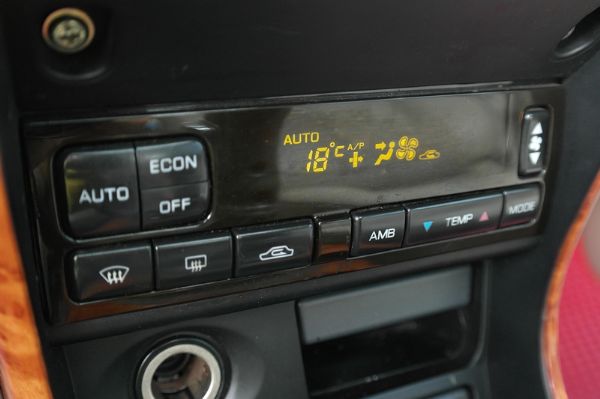 AUTO
18°C A/P
AUTO
ECON
OFF
AMB
TEMP
MODE